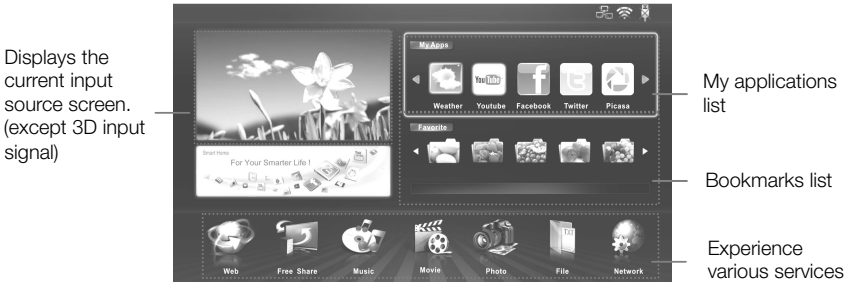 Displays the
current input
source screen.
(except 3D input
signal)
My Apps
YouTube
Weather Youtube Facebook Twitter Picasa
Favorite
Smart Home
For Your Smarter Life !
TXT
Web Free Share Music Movie Photo File Network
My applications
list
Bookmarks list
Experience
various services